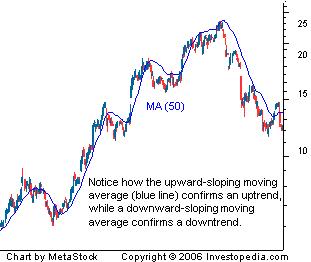 25
20
MA (50)
15
10
Notice how the upward-sloping moving
average (blue line) confirms an uptrend,
while a downward-sloping moving
average confirms a downtrend.
Chart by MetaStock
Copyright © 2006 Investopedia.com